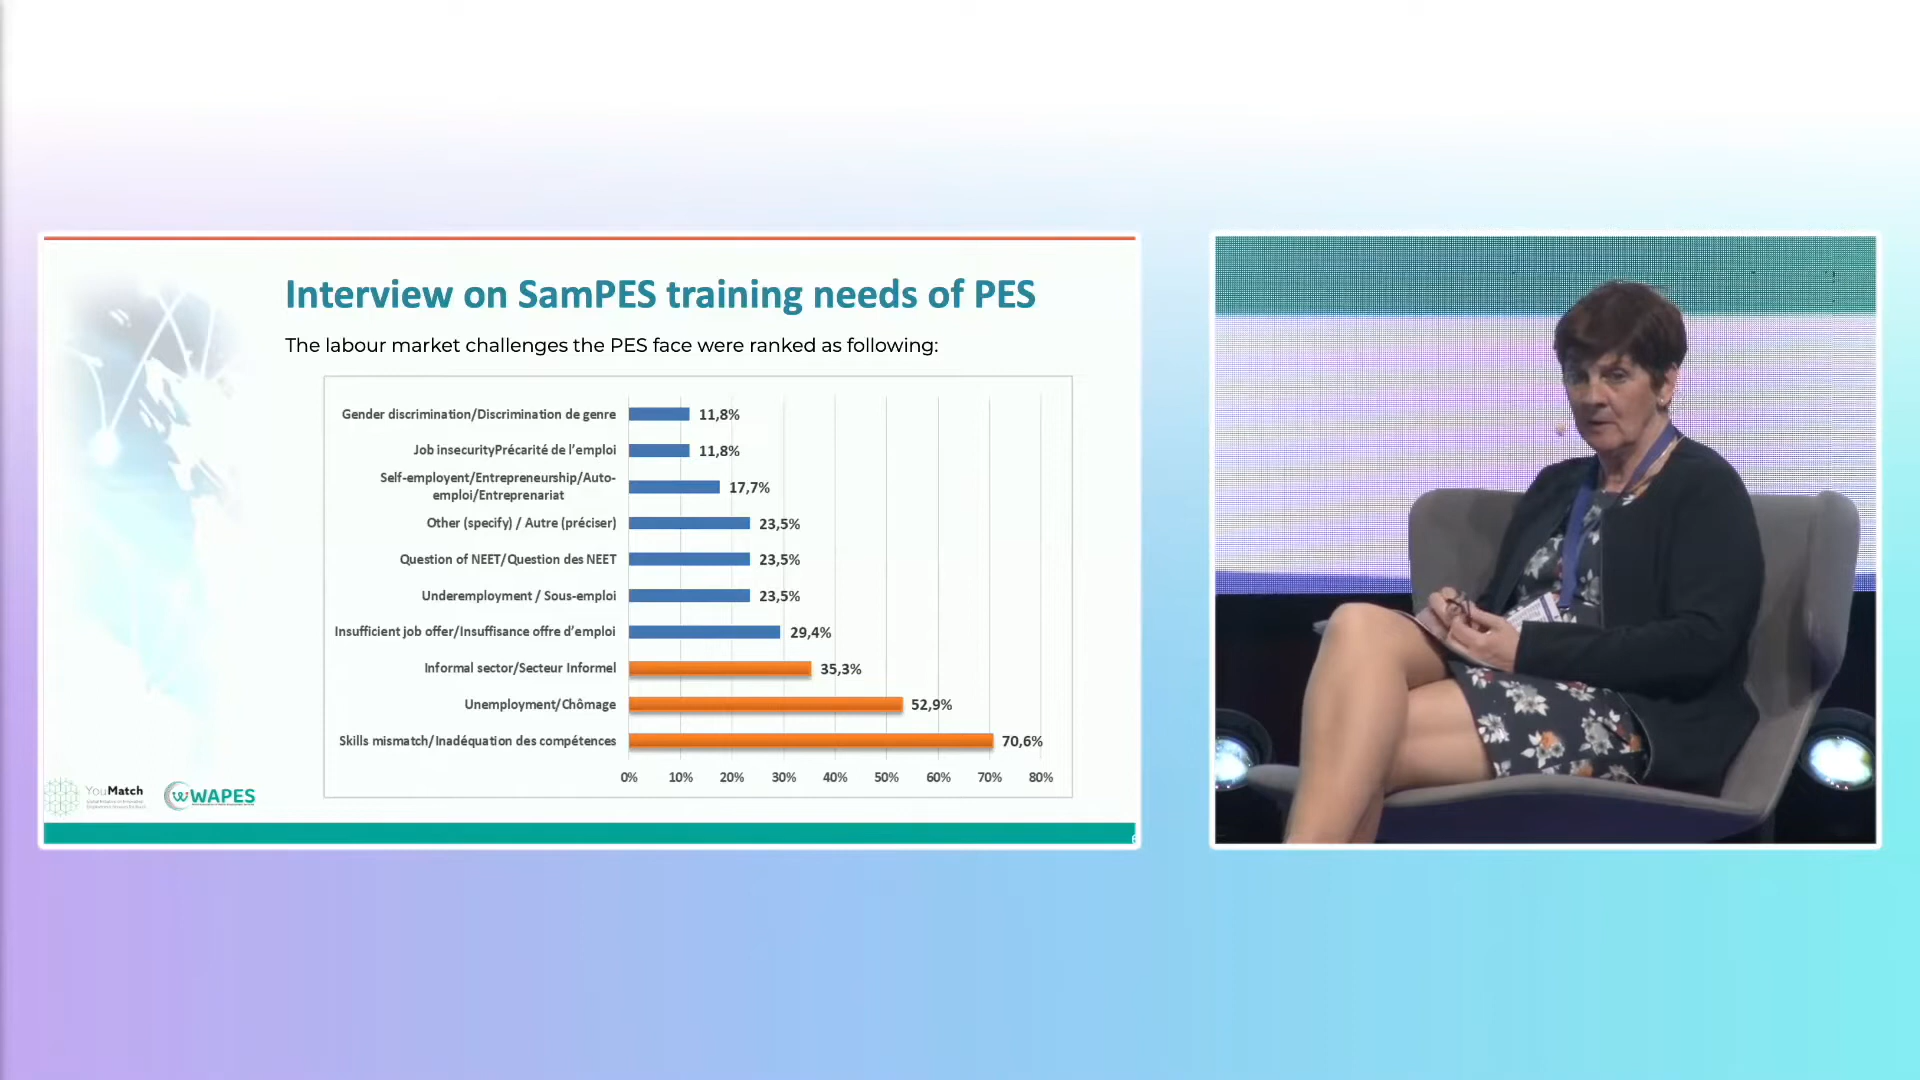 Interview on SamPES training needs of PES
The labour market challenges the PES face were ranked as following:
Gender discrimination/Discrimination de genre 11,8%
Job insecurityPrécarité de l'emploi 11,8%
Self-employent/Entrepreneurship/Auto-
emploi/Entreprenariat 17,7%
Other (specify) / Autre (préciser) 23,5%
Question of NEET/Question des NEET 23,5%
Underemployment / Sous-emploi 23,5%
Insufficient job offer/Insuffisance offre d'emploi 29,4%
Informal sector/Secteur Informel 35,3%
Unemployment/Chômage 52,9%
Skills mismatch/Inadéquation des compétences 70,6%
0% 10% 20% 30% 40% 50% 60% 70% 80%
YouMatch
WAPES